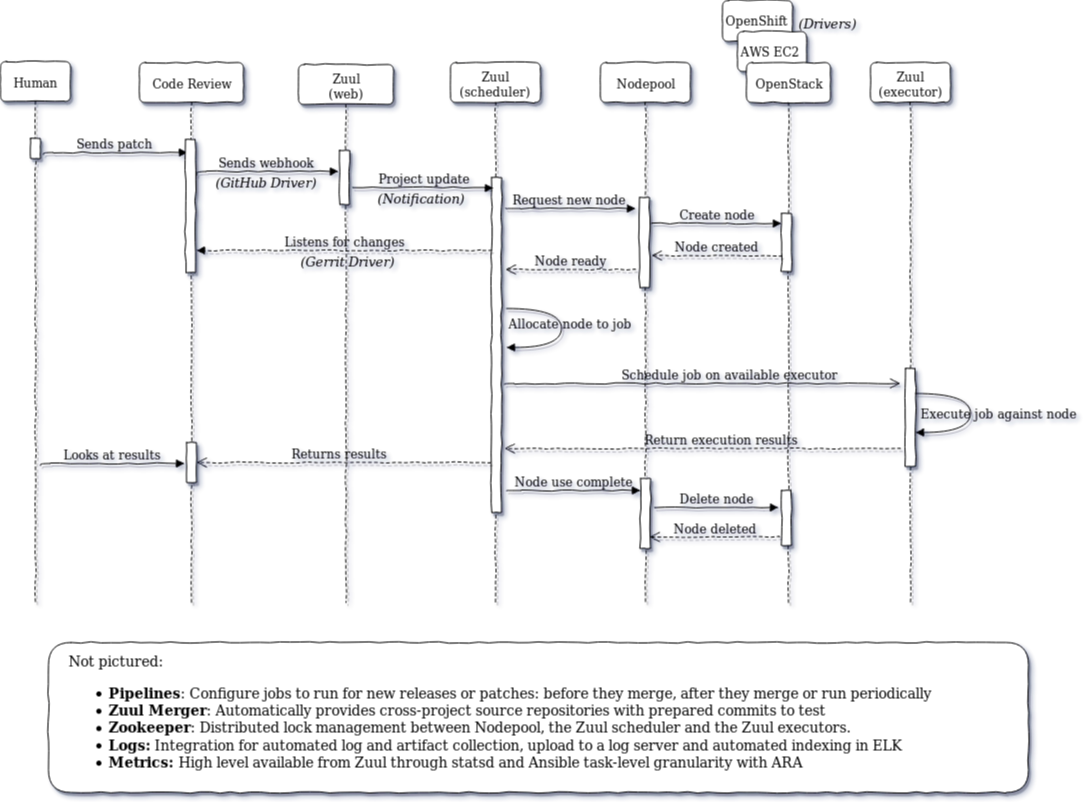 OpenShift (Drivers)
AWS EC2
OpenStack
Human
Code Review
Zuul
(web)
Zuul
(scheduler)
Nodepool
Zuul
(executor)
Sends patch
Sends webhook
(GitHub Driver)
Project update
(Notification)
Request new node
Create node
Listens for changes
(Gerrit Driver)
Node created
Node ready
Allocate node to job
Schedule job on available executor
Execute job against node
Return execution results
Looks at results
Returns results
Node use complete
Delete node
Node deleted
Not pictured:
• Pipelines: Configure jobs to run for new releases or patches: before they merge, after they merge or run periodically
• Zuul Merger: Automatically provides cross-project source repositories with prepared commits to test
• Zookeeper: Distributed lock management between Nodepool, the Zuul scheduler and the Zuul executors.
• Logs: Integration for automated log and artifact collection, upload to a log server and automated indexing in ELK
• Metrics: High level available from Zuul through statsd and Ansible task-level granularity with ARA